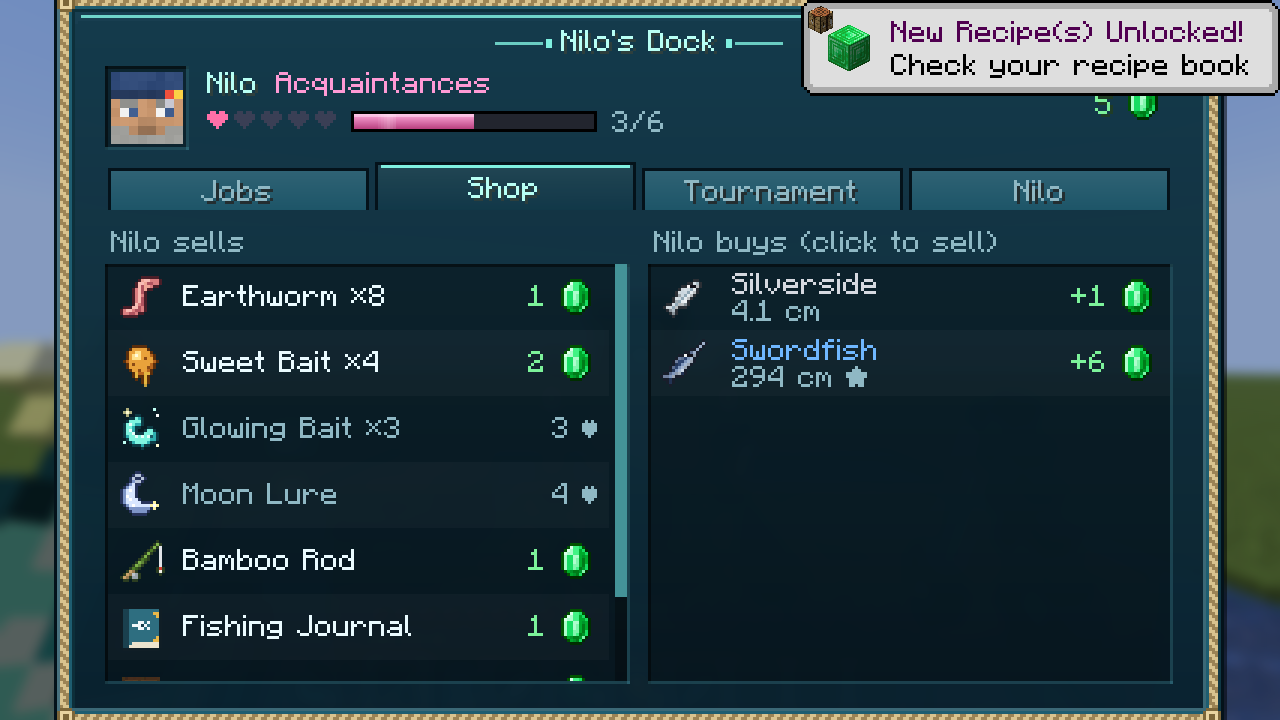 Nilo's Dock
New Recipe(s) Unlocked!
Check your recipe book
Nilo Acquaintances
3/6
5
Jobs
Shop
Tournament
Nilo
Nilo sells
Earthworm ×8 1
Sweet Bait ×4 2
Glowing Bait ×3 3
Moon Lure 4
Bamboo Rod 1
Fishing Journal 1
Nilo buys (click to sell)
Silverside +1
4.1 cm
Swordfish +6
294 cm